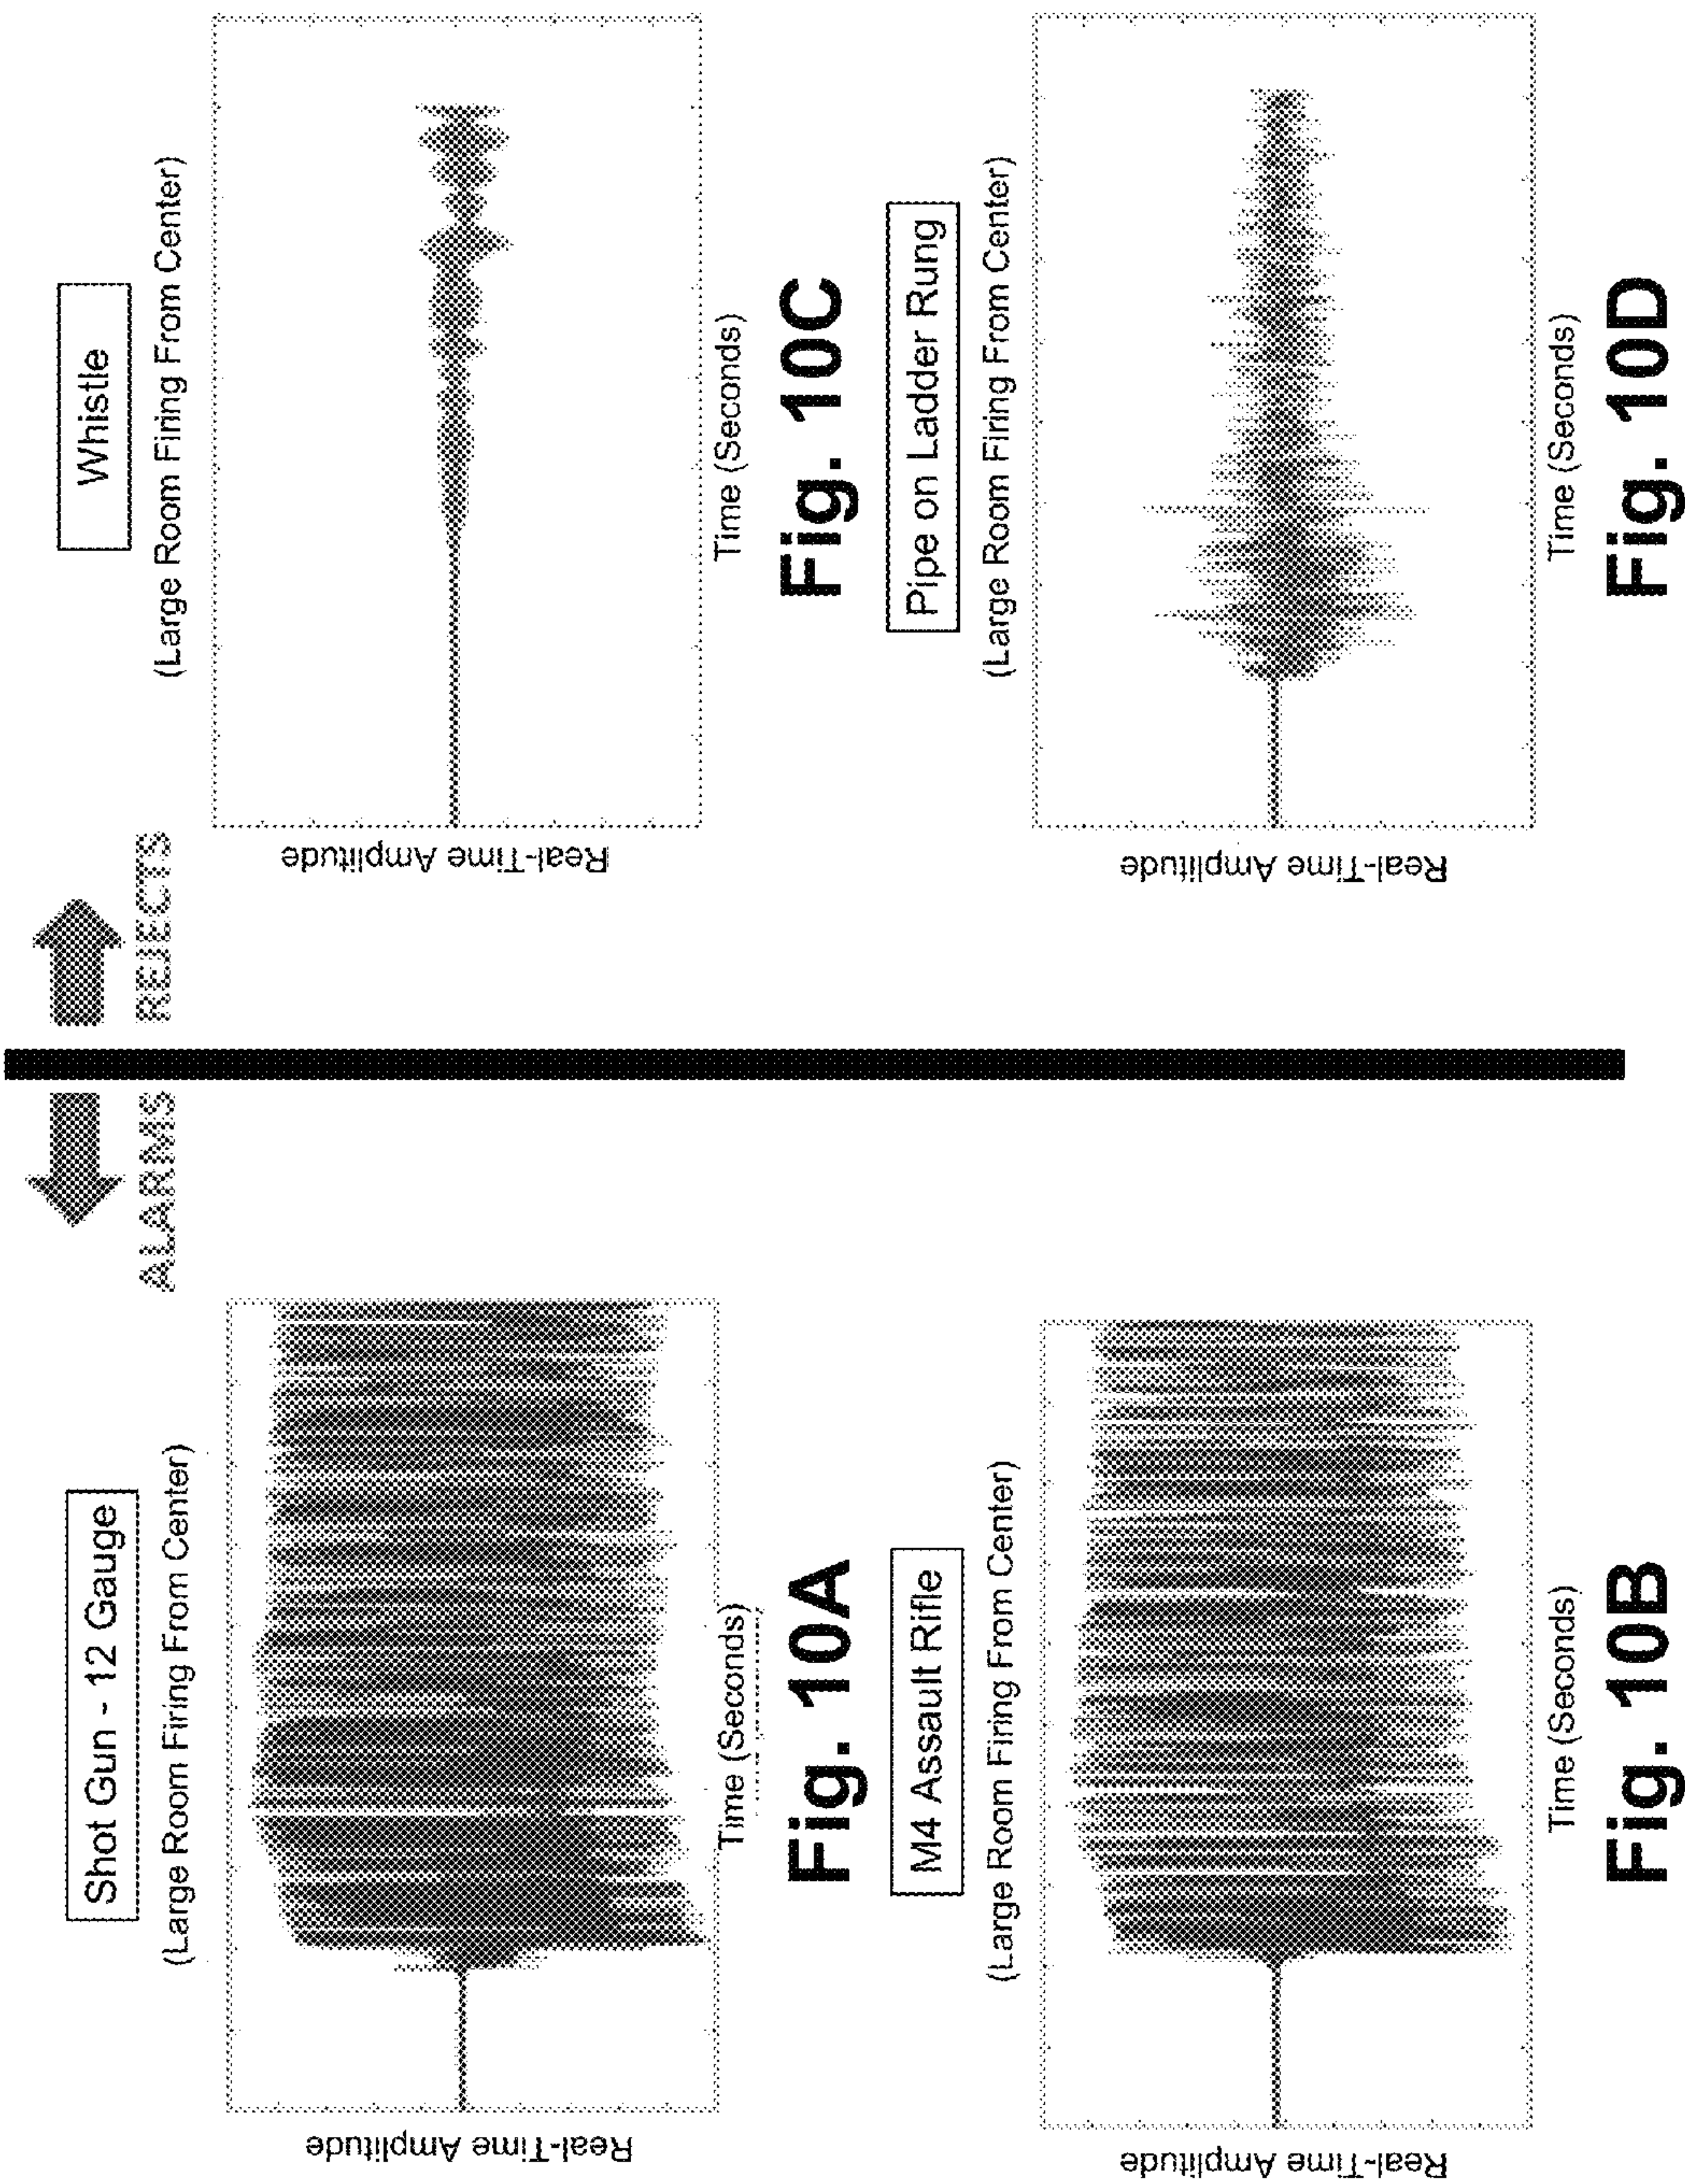 ALARMS
REJECTS
Shot Gun - 12 Gauge
(Large Room Firing From Center)
Real-Time Amplitude
Time (Seconds)
Fig. 10A
M4 Assault Rifle
(Large Room Firing From Center)
Real-Time Amplitude
Time (Seconds)
Fig. 10B
Whistle
(Large Room Firing From Center)
Real-Time Amplitude
Time (Seconds)
Fig. 10C
Pipe on Ladder Rung
(Large Room Firing From Center)
Real-Time Amplitude
Time (Seconds)
Fig. 10D